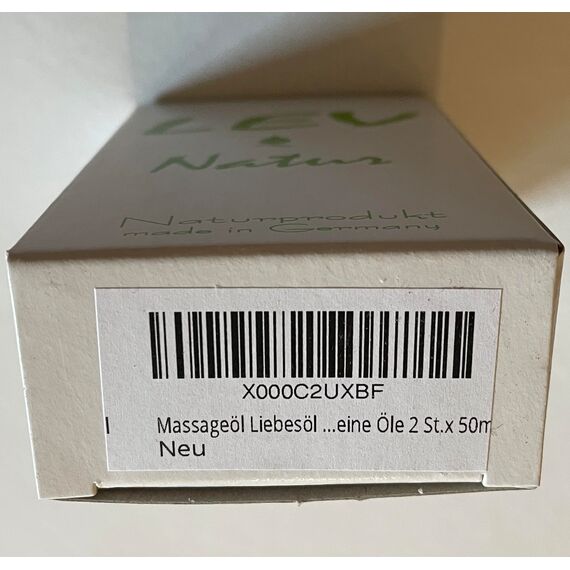 LEV
Natur
Naturprodukt
made in Germany
X000C2UXBF
Massageöl Liebesöl ...eine Öle 2 St.x 50m
Neu